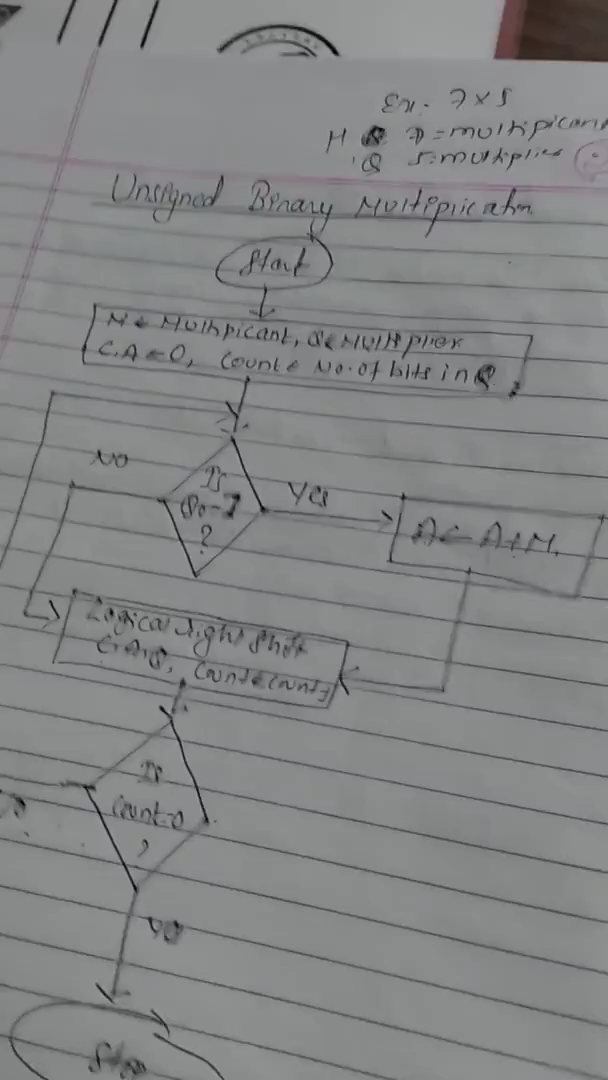 Ex:- 7 x 5
M 7 = multiplicand
Q 5 = multiplier
Unsigned Binary Multiplication
Start
M ← Multipicant, Q ← Multiplier
C, A ← 0, Count ← No. of bits in Q.
NO
Is
Q0 = 1
?
Yes
A ← A + M
Logical right Shift
C, A, Q, Count ← Count-1
Is
Count = 0
?
Stop